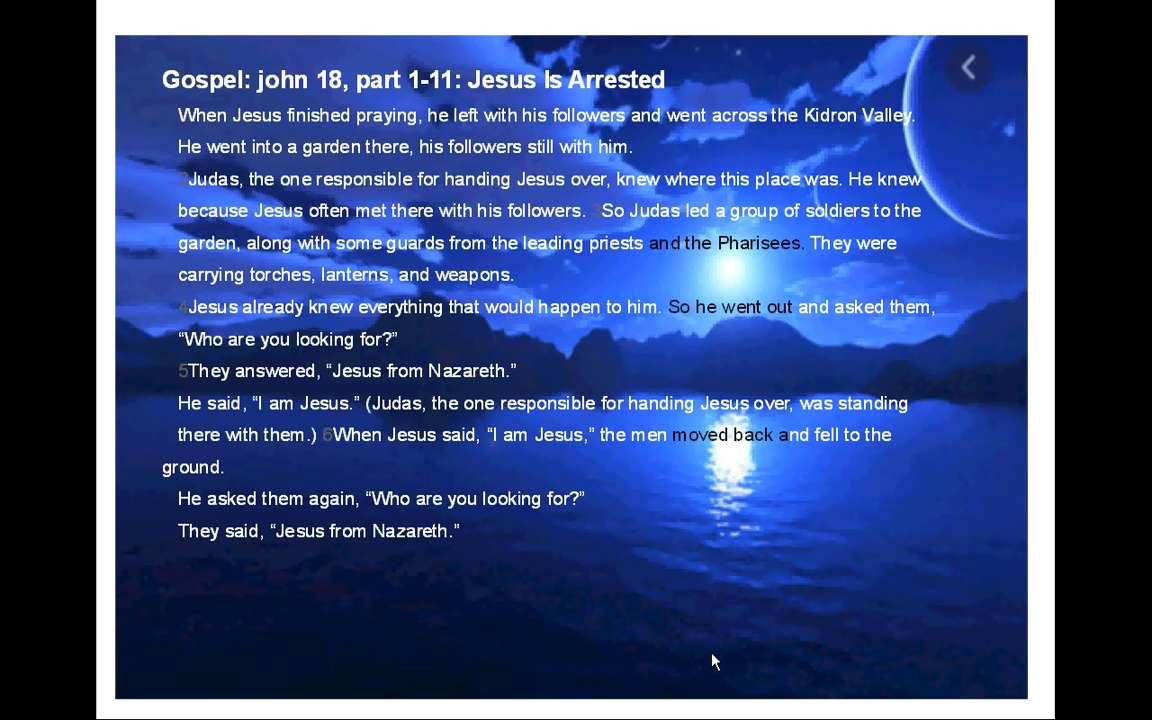 Gospel: john 18, part 1-11: Jesus Is Arrested
When Jesus finished praying, he left with his followers and went across the Kidron Valley.
He went into a garden there, his followers still with him.
2Judas, the one responsible for handing Jesus over, knew where this place was. He knew
because Jesus often met there with his followers. 3So Judas led a group of soldiers to the
garden, along with some guards from the leading priests and the Pharisees. They were
carrying torches, lanterns, and weapons.
4Jesus already knew everything that would happen to him. So he went out and asked them,
“Who are you looking for?”
5They answered, “Jesus from Nazareth.”
He said, “I am Jesus.” (Judas, the one responsible for handing Jesus over, was standing
there with them.) 6When Jesus said, “I am Jesus,” the men moved back and fell to the
ground.
He asked them again, “Who are you looking for?”
They said, “Jesus from Nazareth.”